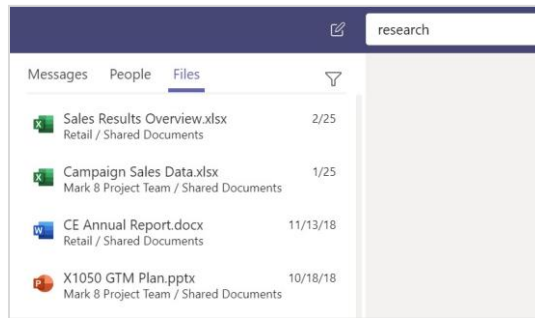 research
Messages People Files
Sales Results Overview.xlsx 2/25
Retail / Shared Documents
Campaign Sales Data.xlsx 1/25
Mark 8 Project Team / Shared Documents
CE Annual Report.docx 11/13/18
Retail / Shared Documents
X1050 GTM Plan.pptx 10/18/18
Mark 8 Project Team / Shared Documents